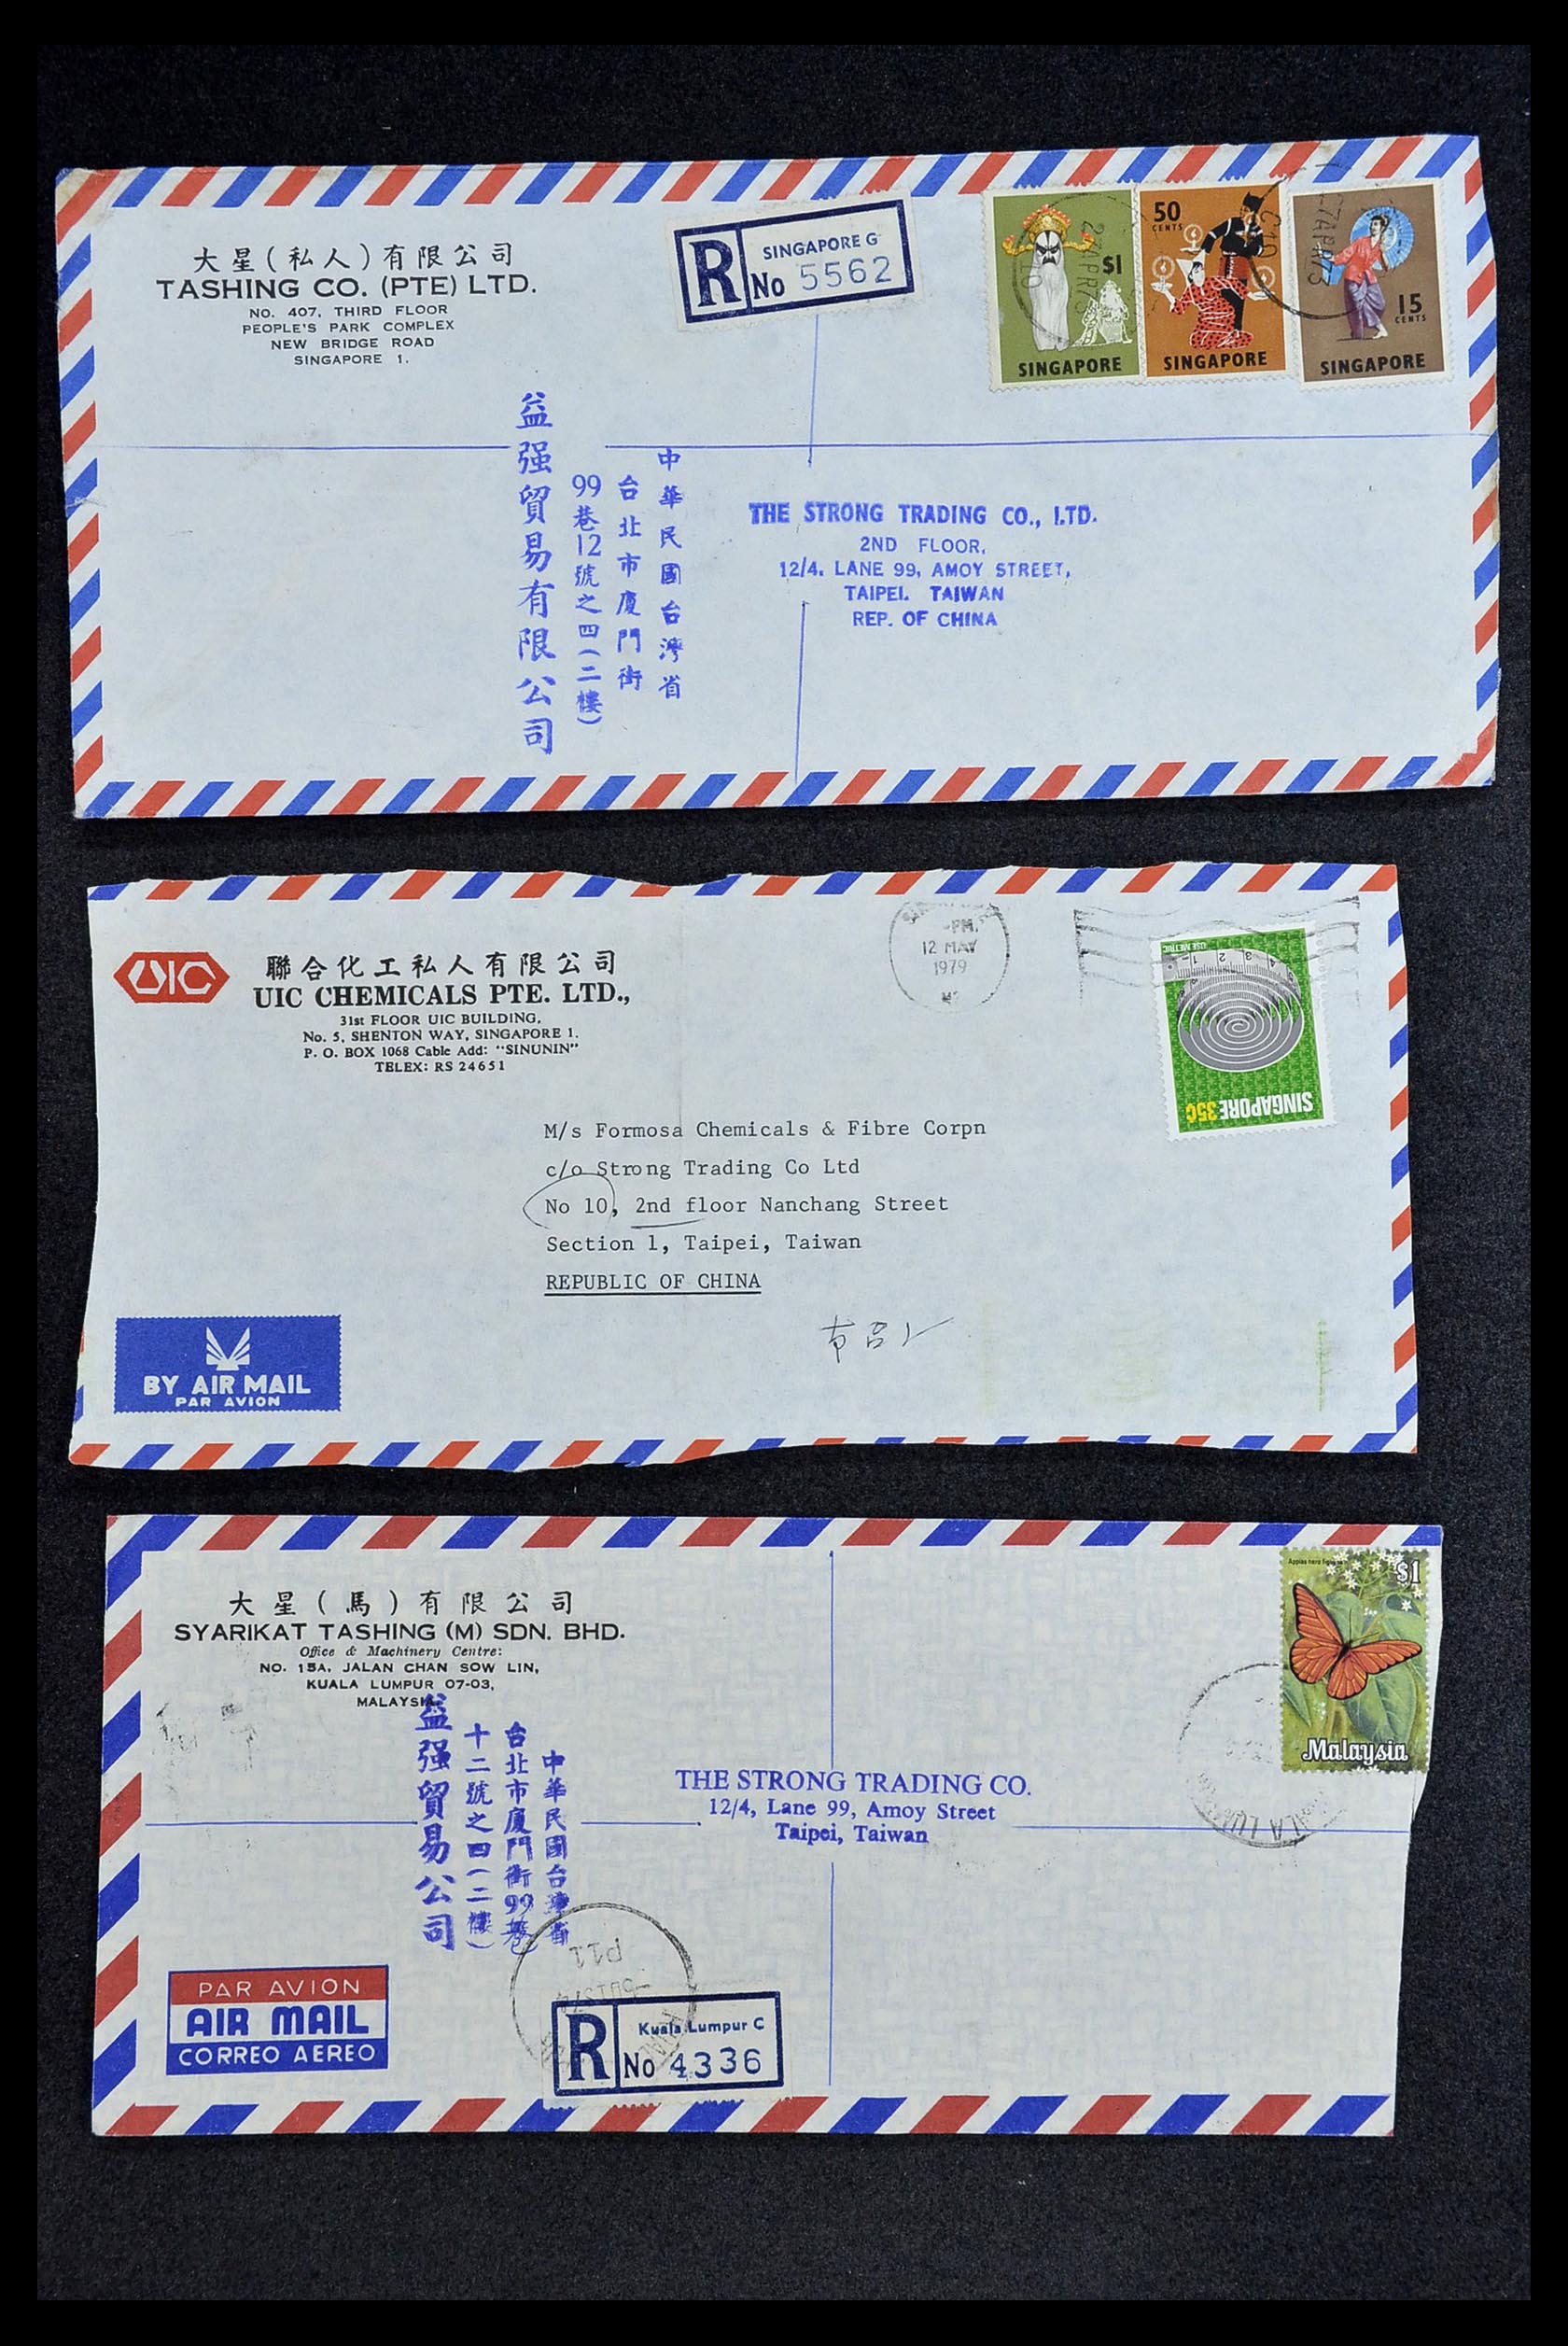 大星(私人)有限公司
TASHING CO. (PTE) LTD.
NO. 407, THIRD FLOOR
PEOPLE'S PARK COMPLEX
NEW BRIDGE ROAD
SINGAPORE 1.
R
SINGAPORE G
No 5562
$1
SINGAPORE
50
CENTS
SINGAPORE
15
CENTS
SINGAPORE
27APR73
C10
中華民國台灣省
台北市廈門街
99巷12號之四(二樓)
益强貿易有限公司
THE STRONG TRADING CO., LTD.
2ND FLOOR,
12/4, LANE 99, AMOY STREET,
TAIPEI. TAIWAN
REP. OF CHINA
UIC
聯合化工私人有限公司
UIC CHEMICALS PTE. LTD.,
31st FLOOR UIC BUILDING,
No. 5, SHENTON WAY, SINGAPORE 1.
P. O. BOX 1068 Cable Add: "SINUNIN"
TELEX: RS 24651
PM.
12 MAY
1979
USE METRIC
1 2 3 4
SINGAPORE 35¢
M/s Formosa Chemicals & Fibre Corpn
c/o Strong Trading Co Ltd
No 10, 2nd floor Nanchang Street
Section 1, Taipei, Taiwan
REPUBLIC OF CHINA
BY AIR MAIL
PAR AVION
大星(馬)有限公司
SYARIKAT TASHING (M) SDN. BHD.
Office & Machinery Centre:
NO. 15A, JALAN CHAN SOW LIN,
KUALA LUMPUR 07-03,
MALAYSIA
$1
Malaysia
中華民國台灣省
台北市廈門街99巷
十二號之四(二樓)
益强貿易公司
THE STRONG TRADING CO.
12/4, Lane 99, Amoy Street
Taipei, Taiwan
P11
PAR AVION
AIR MAIL
CORREO AEREO
R
Kuala Lumpur C
No 4336